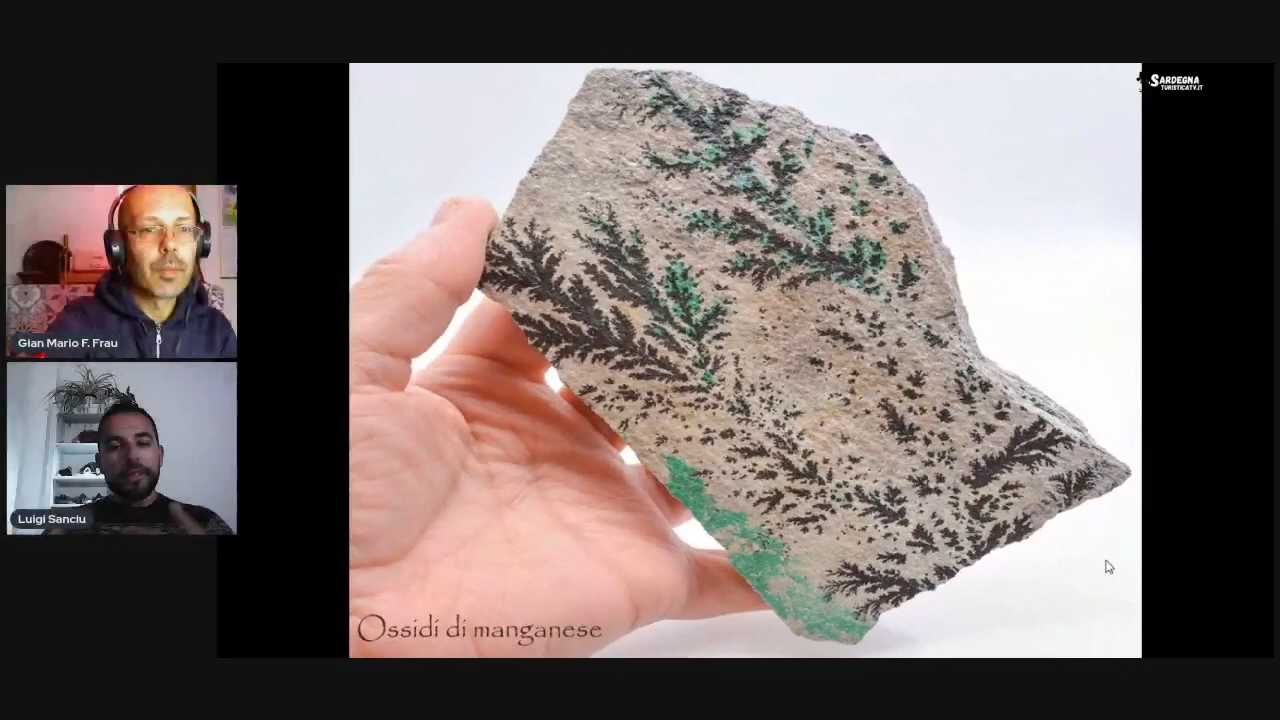 SARDEGNA
TURISTICATV.IT
Gian Mario F. Frau
Luigi Sanciu
Ossidi di manganese